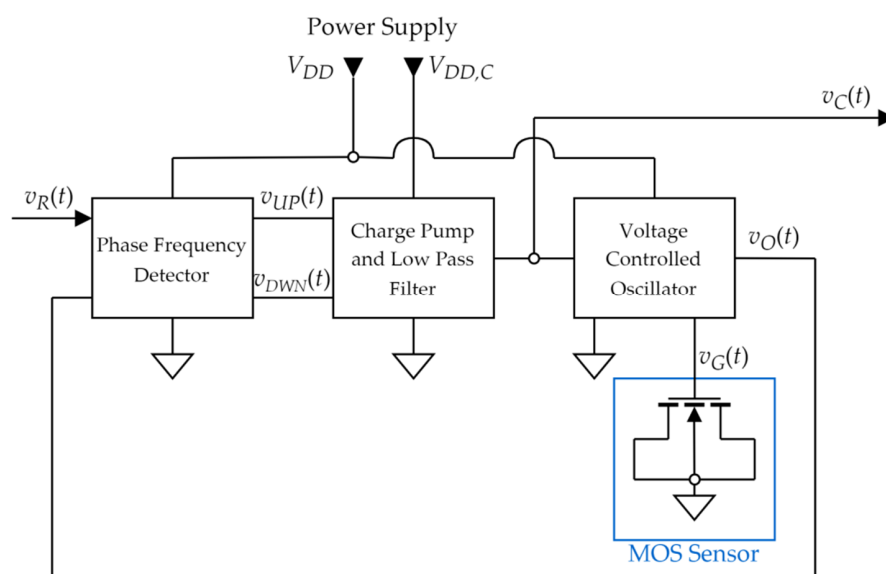 Power Supply
V_DD
V_DD,C
v_C(t)
v_R(t)
v_UP(t)
v_DWN(t)
Phase Frequency
Detector
Charge Pump
and Low Pass
Filter
Voltage
Controlled
Oscillator
v_O(t)
v_G(t)
MOS Sensor